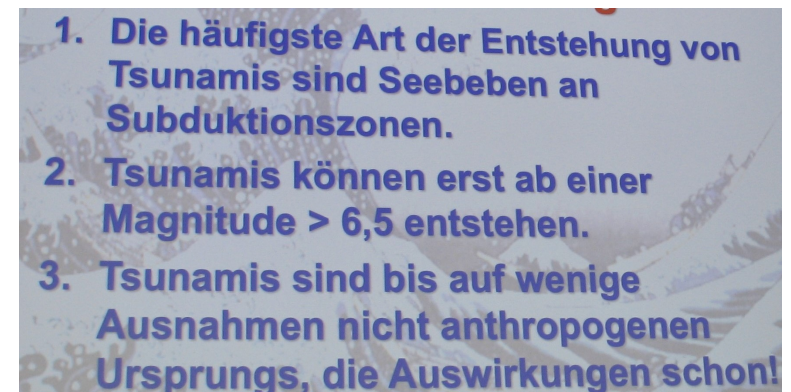 1. Die häufigste Art der Entstehung von
Tsunamis sind Seebeben an
Subduktionszonen.
2. Tsunamis können erst ab einer
Magnitude > 6,5 entstehen.
3. Tsunamis sind bis auf wenige
Ausnahmen nicht anthropogenen
Ursprungs, die Auswirkungen schon!